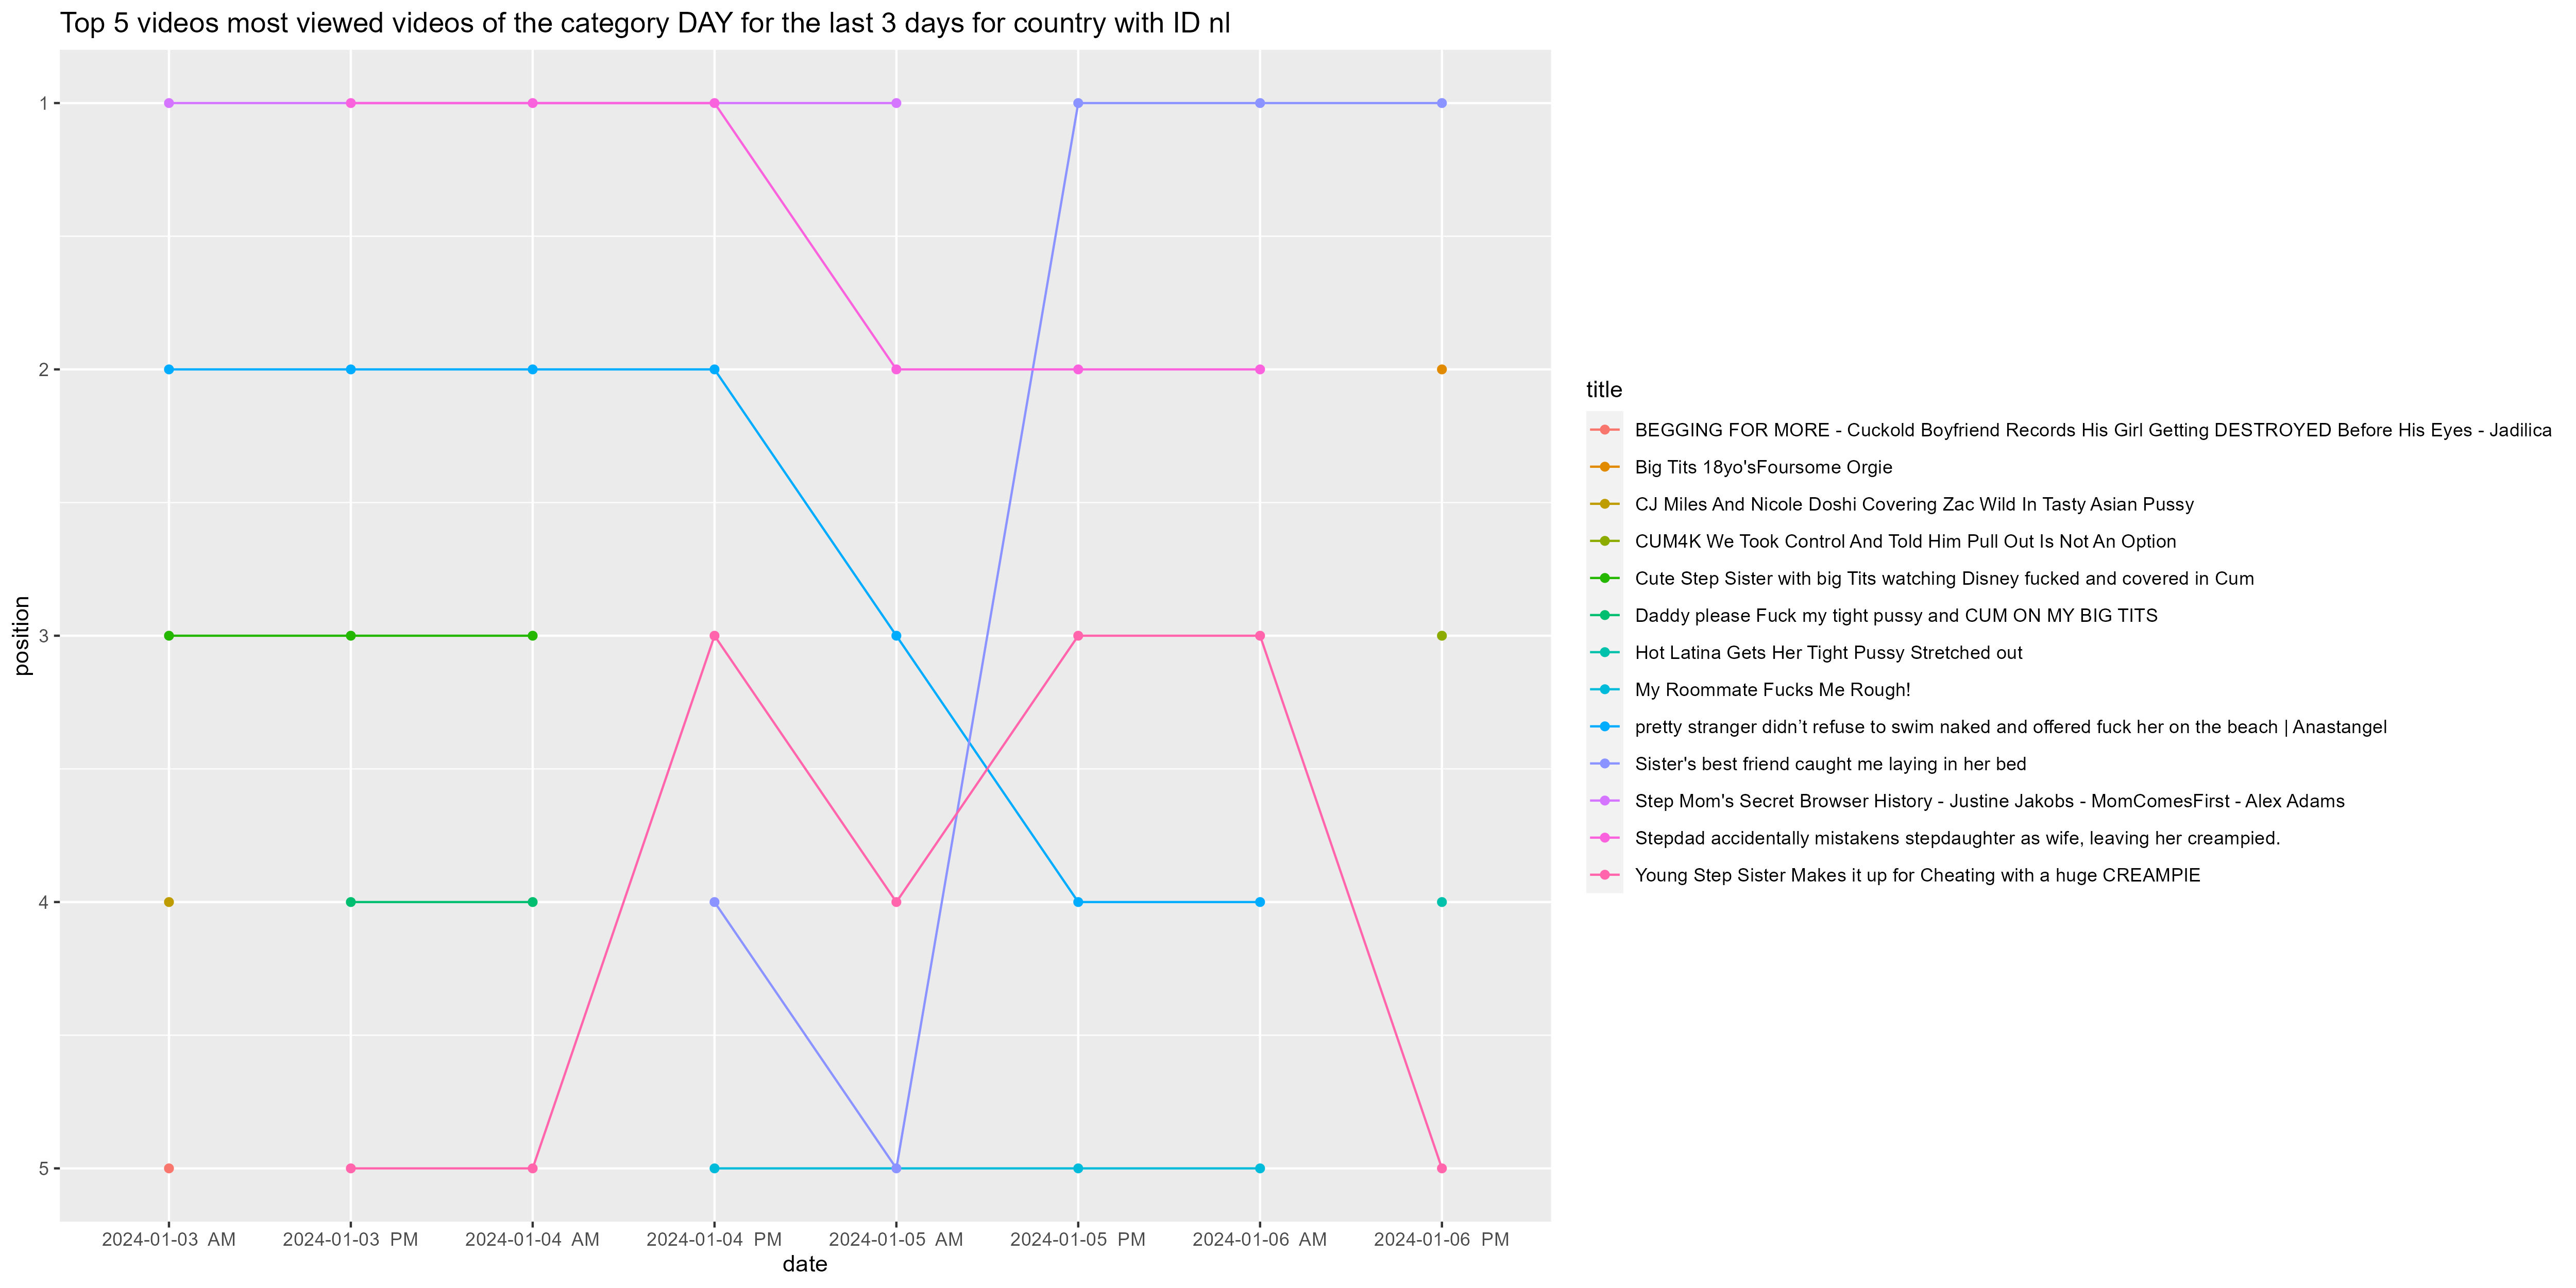 Top 5 videos most viewed videos of the category DAY for the last 3 days for country with ID nl
position
1
2
3
4
5
2024-01-03 AM
2024-01-03 PM
2024-01-04 AM
2024-01-04 PM
2024-01-05 AM
2024-01-05 PM
2024-01-06 AM
2024-01-06 PM
date
title
BEGGING FOR MORE - Cuckold Boyfriend Records His Girl Getting DESTROYED Before His Eyes - Jadilica
Big Tits 18yo'sFoursome Orgie
CJ Miles And Nicole Doshi Covering Zac Wild In Tasty Asian Pussy
CUM4K We Took Control And Told Him Pull Out Is Not An Option
Cute Step Sister with big Tits watching Disney fucked and covered in Cum
Daddy please Fuck my tight pussy and CUM ON MY BIG TITS
Hot Latina Gets Her Tight Pussy Stretched out
My Roommate Fucks Me Rough!
pretty stranger didn’t refuse to swim naked and offered fuck her on the beach | Anastangel
Sister's best friend caught me laying in her bed
Step Mom's Secret Browser History - Justine Jakobs - MomComesFirst - Alex Adams
Stepdad accidentally mistakens stepdaughter as wife, leaving her creampied.
Young Step Sister Makes it up for Cheating with a huge CREAMPIE